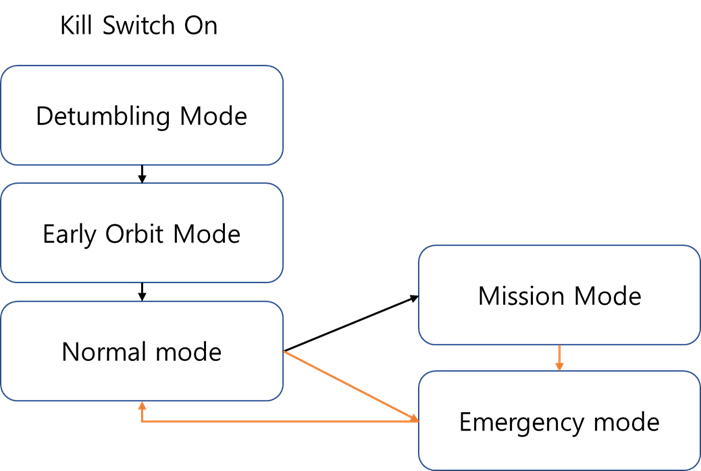 Kill Switch On
Detumbling Mode
Early Orbit Mode
Normal mode
Mission Mode
Emergency mode